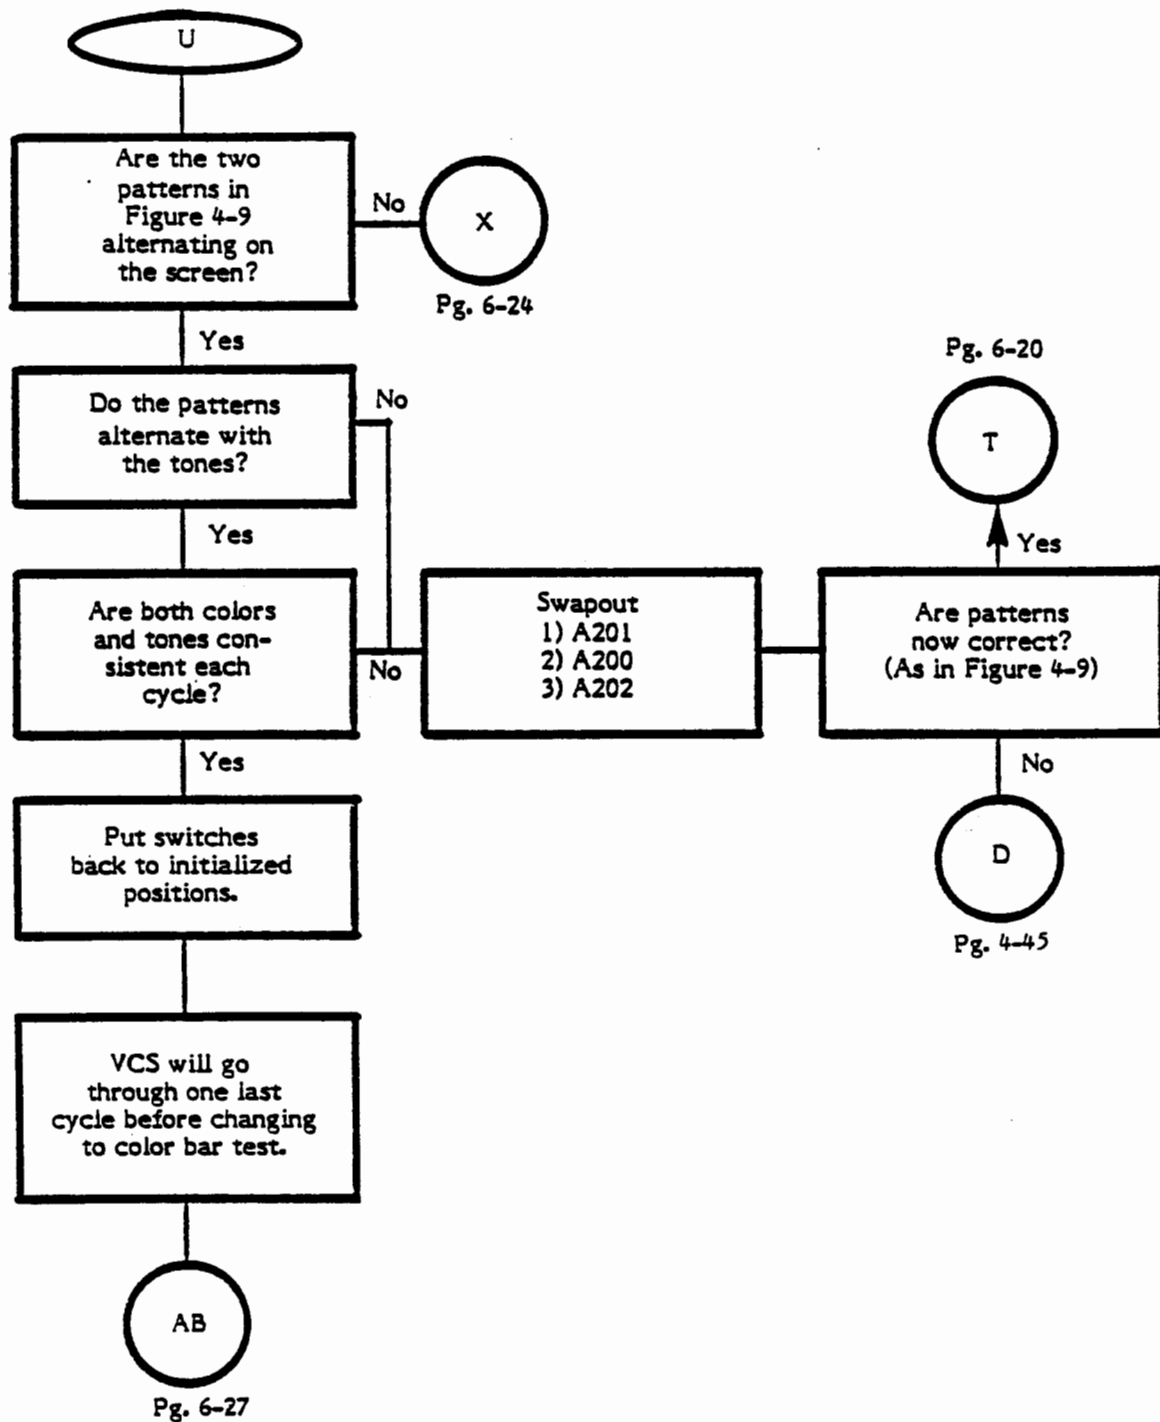 U
Are the two
patterns in
Figure 4-9
alternating on
the screen?
No
X
Pg. 6-24
Yes
Do the patterns
alternate with
the tones?
No
Yes
Are both colors
and tones con-
sistent each
cycle?
No
Swapout
1) A201
2) A200
3) A202
Are patterns
now correct?
(As in Figure 4-9)
Yes
T
Pg. 6-20
No
D
Pg. 4-45
Yes
Put switches
back to initialized
positions.
VCS will go
through one last
cycle before changing
to color bar test.
AB
Pg. 6-27